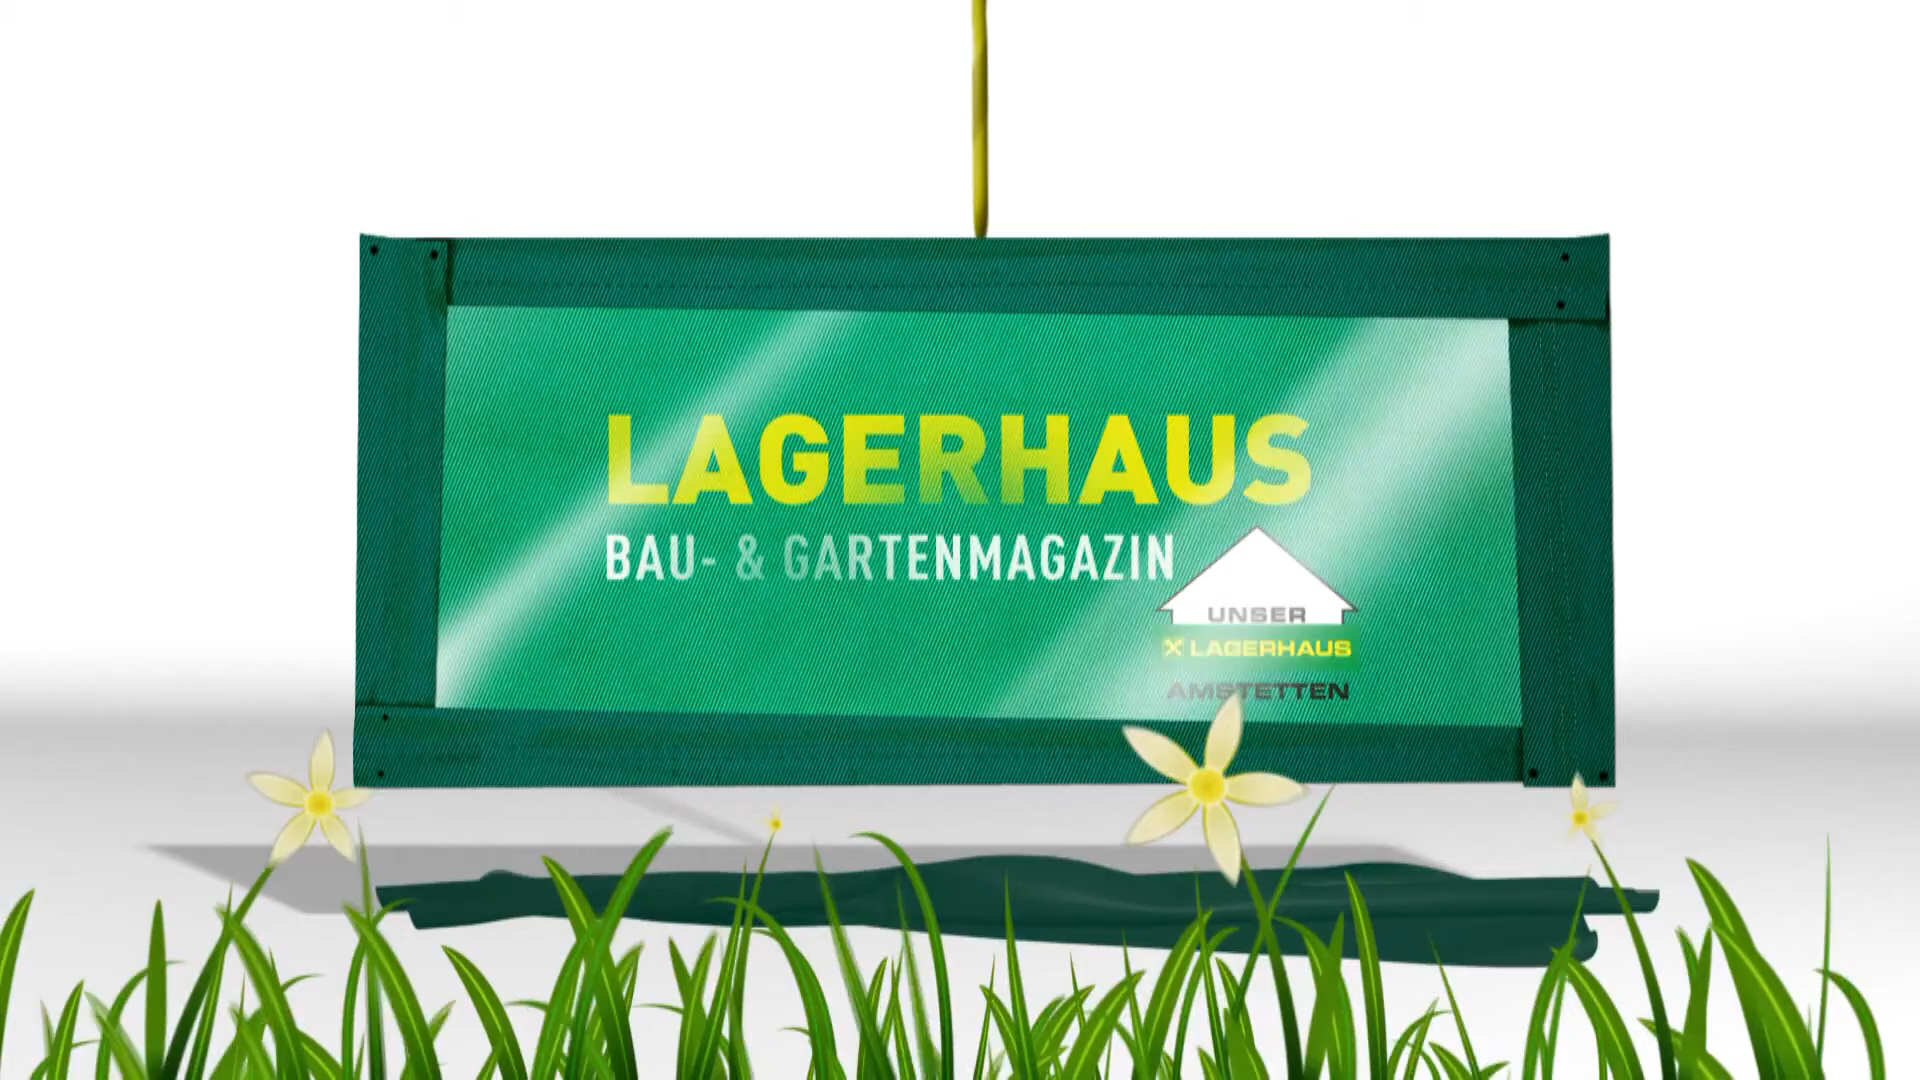 LAGERHAUS
BAU- & GARTENMAGAZIN
UNSER
LAGERHAUS
AMSTETTEN